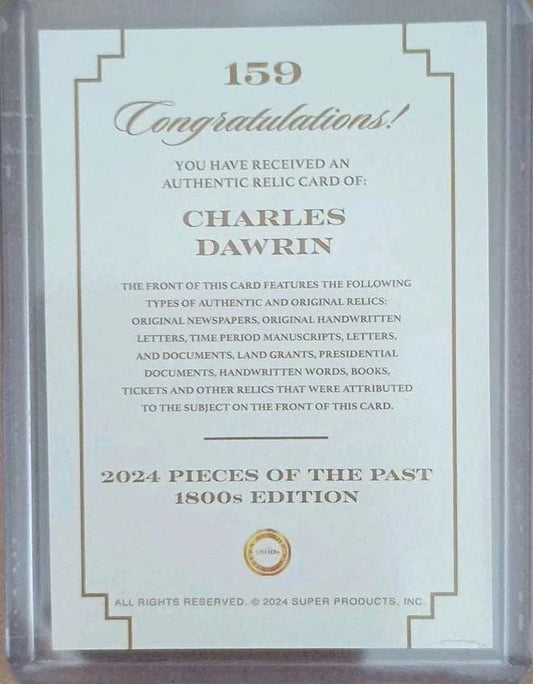 159
Congratulations!
YOU HAVE RECEIVED AN
AUTHENTIC RELIC CARD OF:
CHARLES
DAWRIN
THE FRONT OF THIS CARD FEATURES THE FOLLOWING
TYPES OF AUTHENTIC AND ORIGINAL RELICS:
ORIGINAL NEWSPAPERS, ORIGINAL HANDWRITTEN
LETTERS, TIME PERIOD MANUSCRIPTS, LETTERS,
AND DOCUMENTS, LAND GRANTS, PRESIDENTIAL
DOCUMENTS, HANDWRITTEN WORDS, BOOKS,
TICKETS AND OTHER RELICS THAT WERE ATTRIBUTED
TO THE SUBJECT ON THE FRONT OF THIS CARD.
2024 PIECES OF THE PAST
1800s EDITION
1800s
ALL RIGHTS RESERVED. © 2024 SUPER PRODUCTS, INC